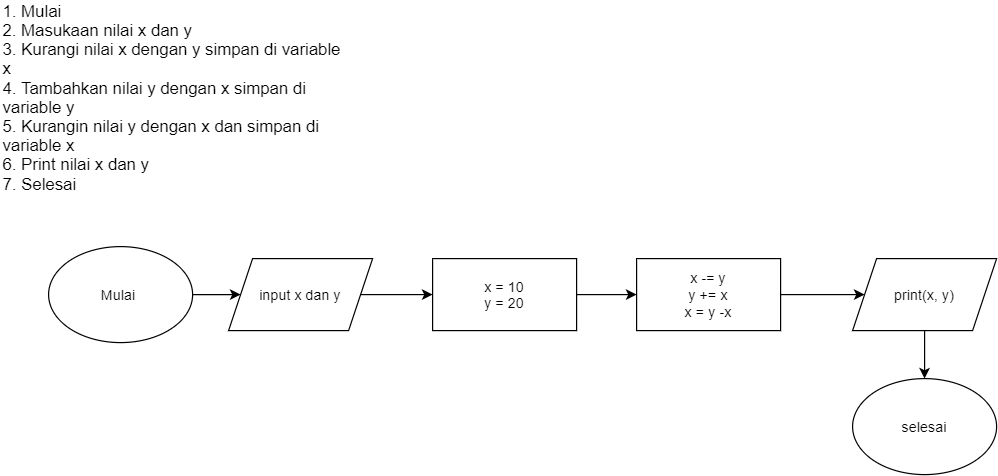 1. Mulai
2. Masukaan nilai x dan y
3. Kurangi nilai x dengan y simpan di variable
x
4. Tambahkan nilai y dengan x simpan di
variable y
5. Kurangin nilai y dengan x dan simpan di
variable x
6. Print nilai x dan y
7. Selesai
Mulai
input x dan y
x = 10
y = 20
x -= y
y += x
x = y -x
print(x, y)
selesai